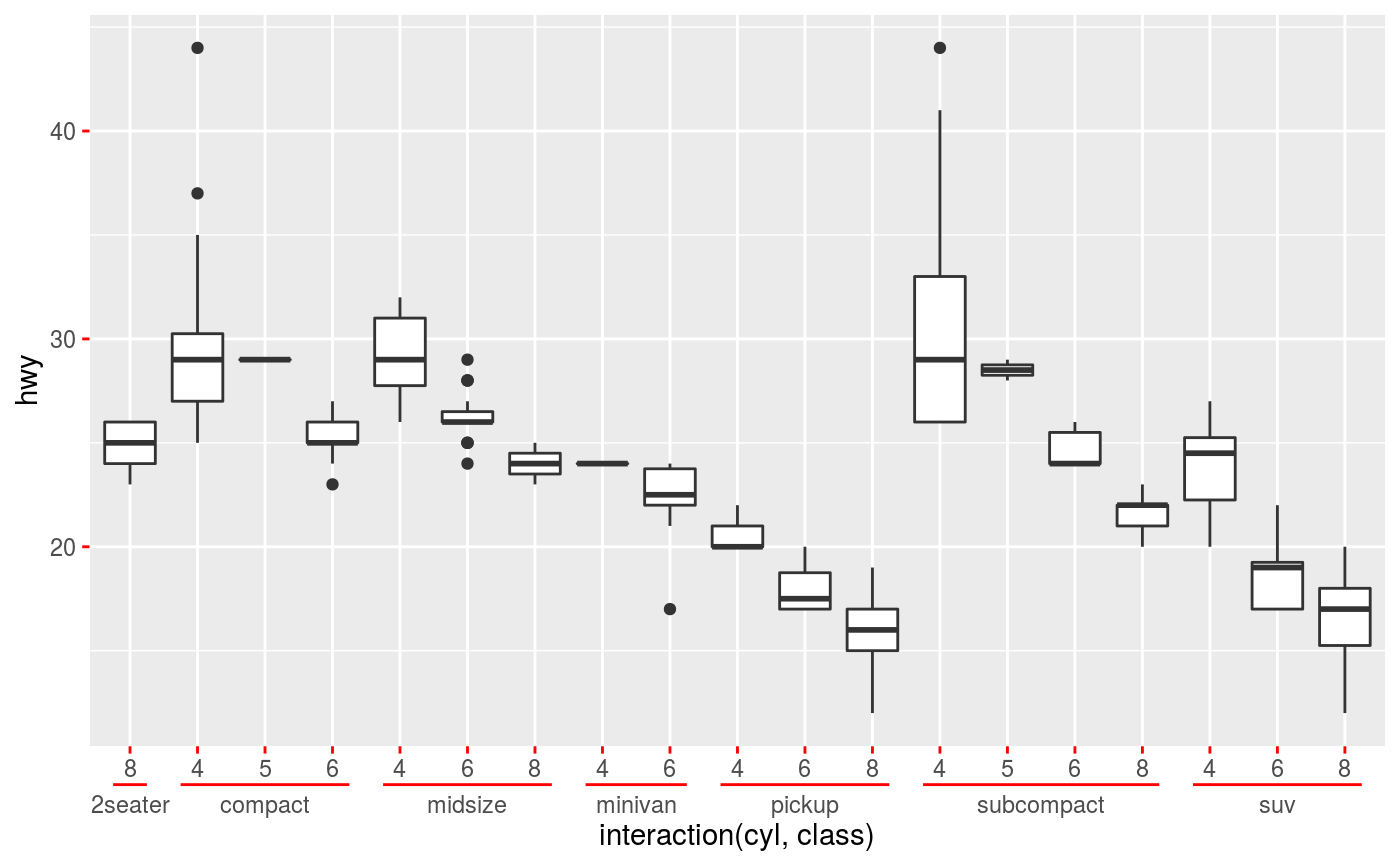 40
30
20
hwy
8 4 5 6 4 6 8 4 6 4 6 8 4 5 6 8 4 6 8
2seater compact midsize minivan pickup subcompact suv
interaction(cyl, class)